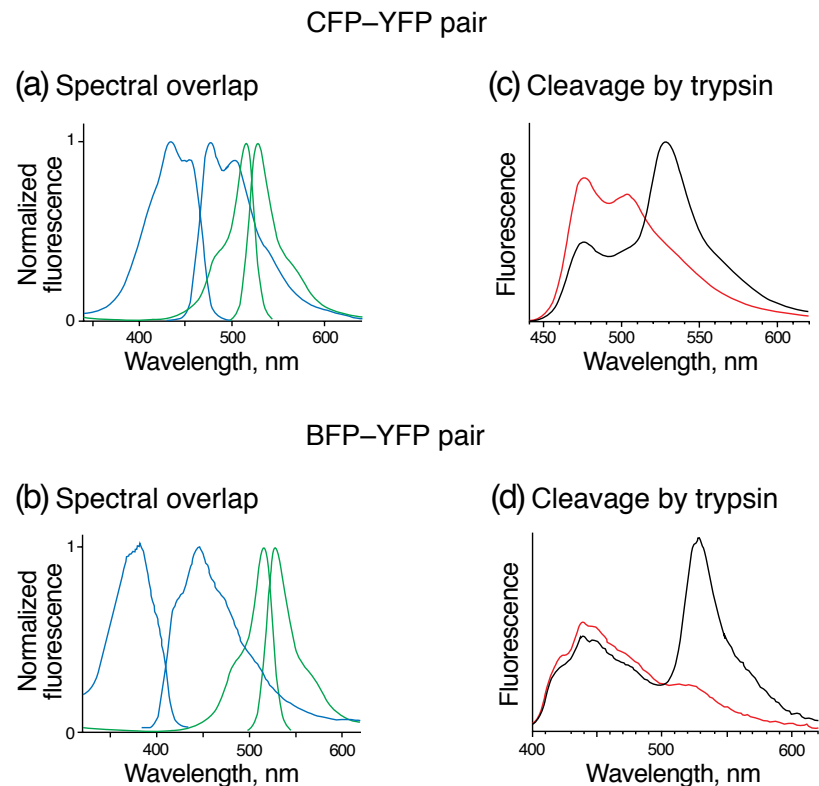 CFP–YFP pair
(a) Spectral overlap
1
Normalized
fluorescence
0
400 500 600
Wavelength, nm
(c) Cleavage by trypsin
Fluorescence
450 500 550 600
Wavelength, nm
BFP–YFP pair
(b) Spectral overlap
1
Normalized
fluorescence
0
400 500 600
Wavelength, nm
(d) Cleavage by trypsin
Fluorescence
400 500 600
Wavelength, nm